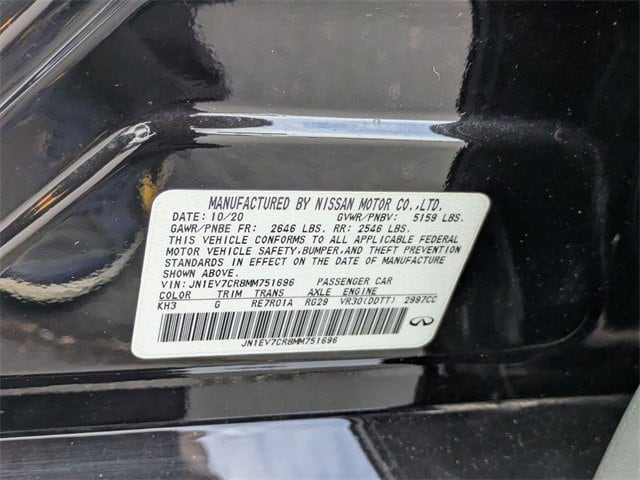 MANUFACTURED BY NISSAN MOTOR CO.,LTD.
DATE: 10/20 GVWR/PNBV: 5159 LBS.
GAWR/PNBE FR: 2646 LBS. RR: 2546 LBS.
THIS VEHICLE CONFORMS TO ALL APPLICABLE FEDERAL
MOTOR VEHICLE SAFETY,BUMPER,AND THEFT PREVENTION
STANDARDS IN EFFECT ON THE DATE OF MANUFACTURE
SHOWN ABOVE.
VIN: JN1EV7CR8MM751696 PASSENGER CAR
COLOR TRIM TRANS AXLE ENGINE
KH3 G RE7R01A RG29 VR30(DDTT) 2997CC
JN1EV7CR8MM751696